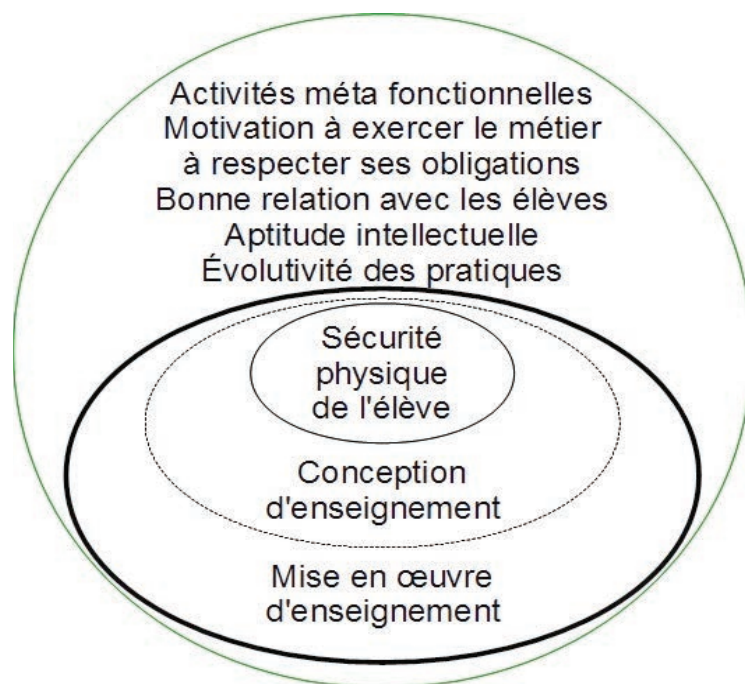 Activités méta fonctionnelles
Motivation à exercer le métier
à respecter ses obligations
Bonne relation avec les élèves
Aptitude intellectuelle
Évolutivité des pratiques
Sécurité
physique
de l'élève
Conception
d'enseignement
Mise en œuvre
d'enseignement